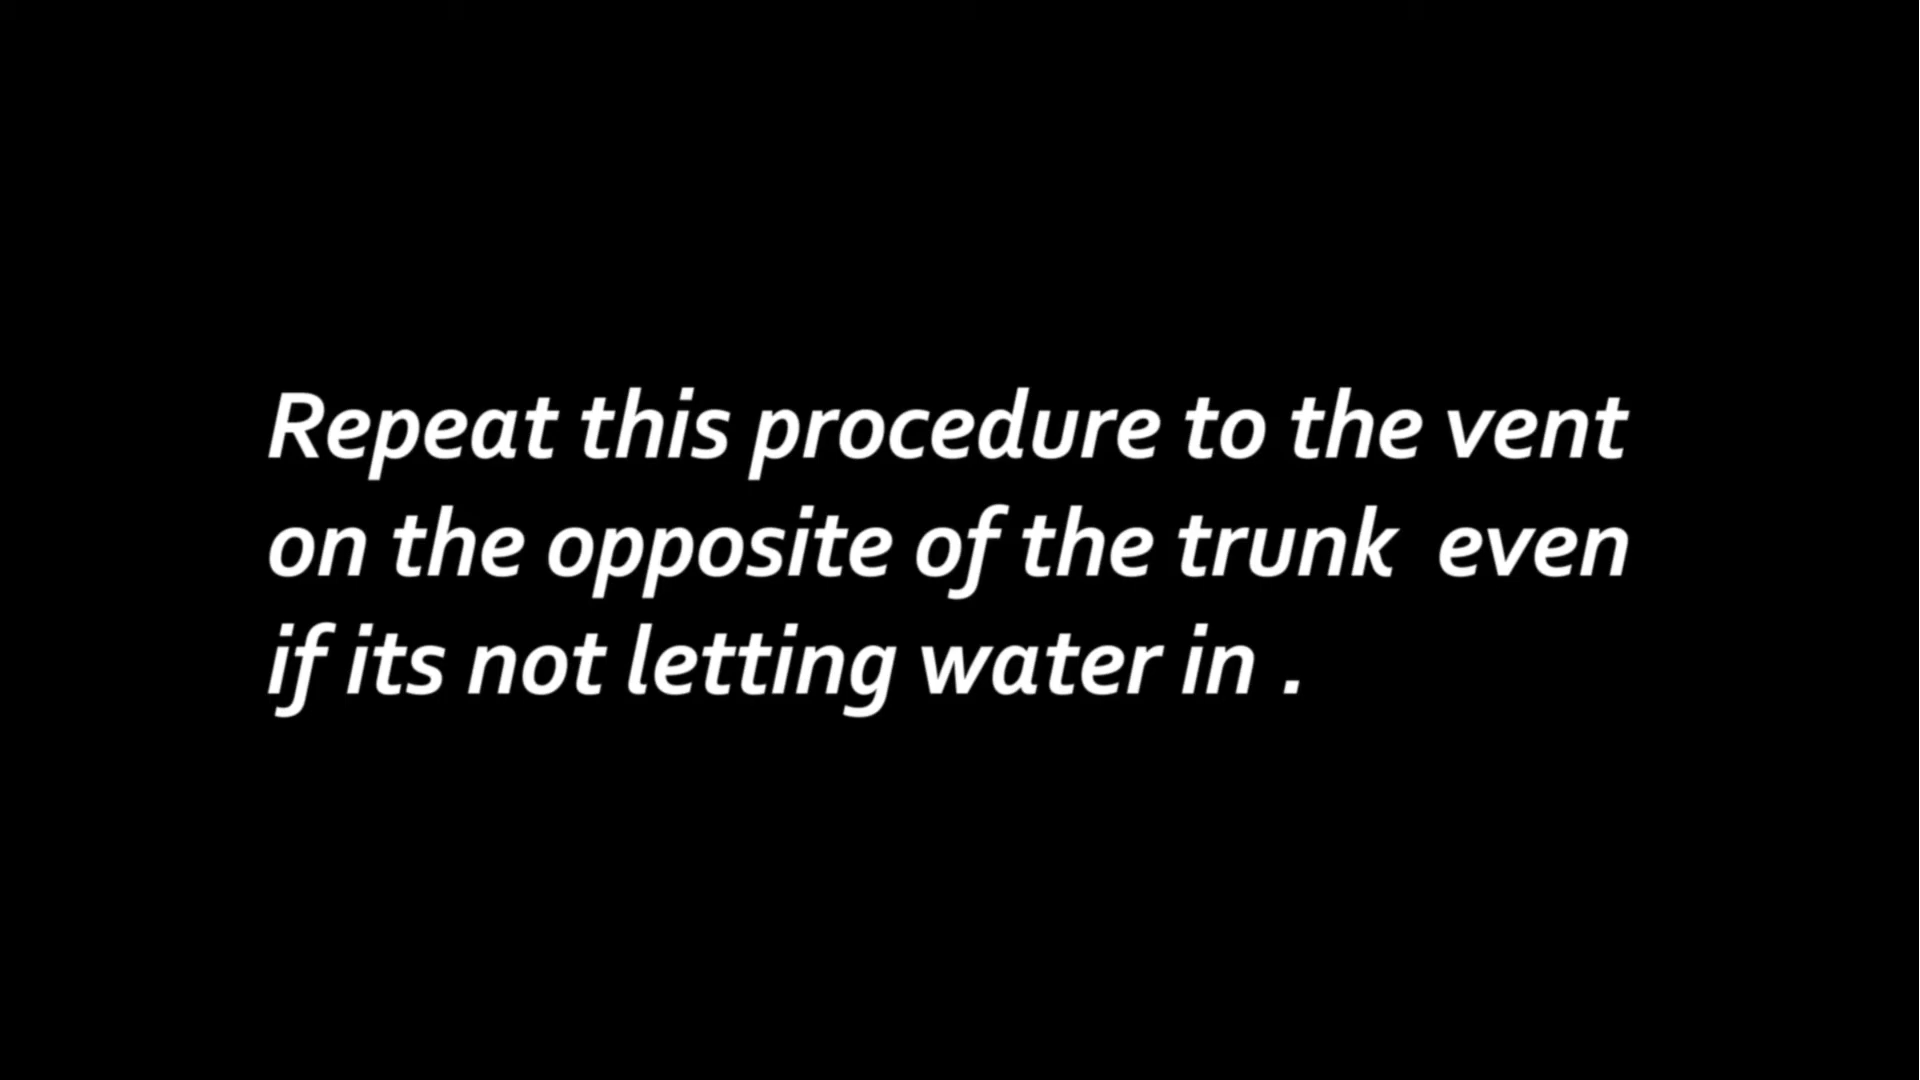 Repeat this procedure to the vent
on the opposite of the trunk  even
if its not letting water in .